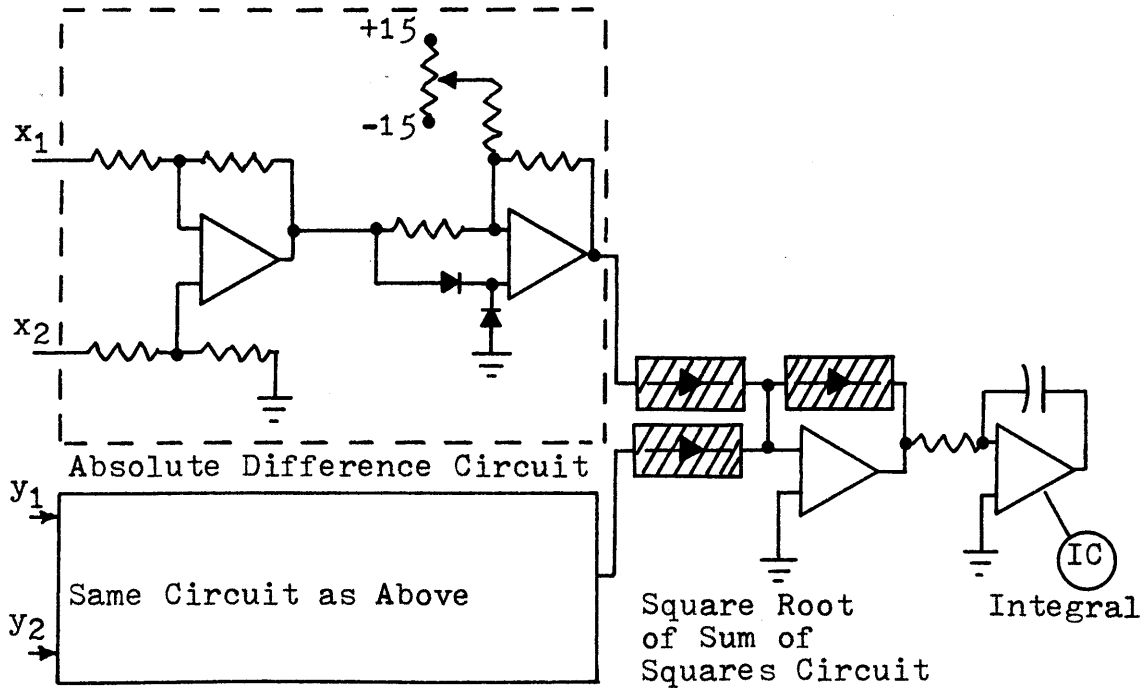 +15
-15
x1
x2
Absolute Difference Circuit
y1
Same Circuit as Above
y2
Square Root
of Sum of
Squares Circuit
IC
Integral